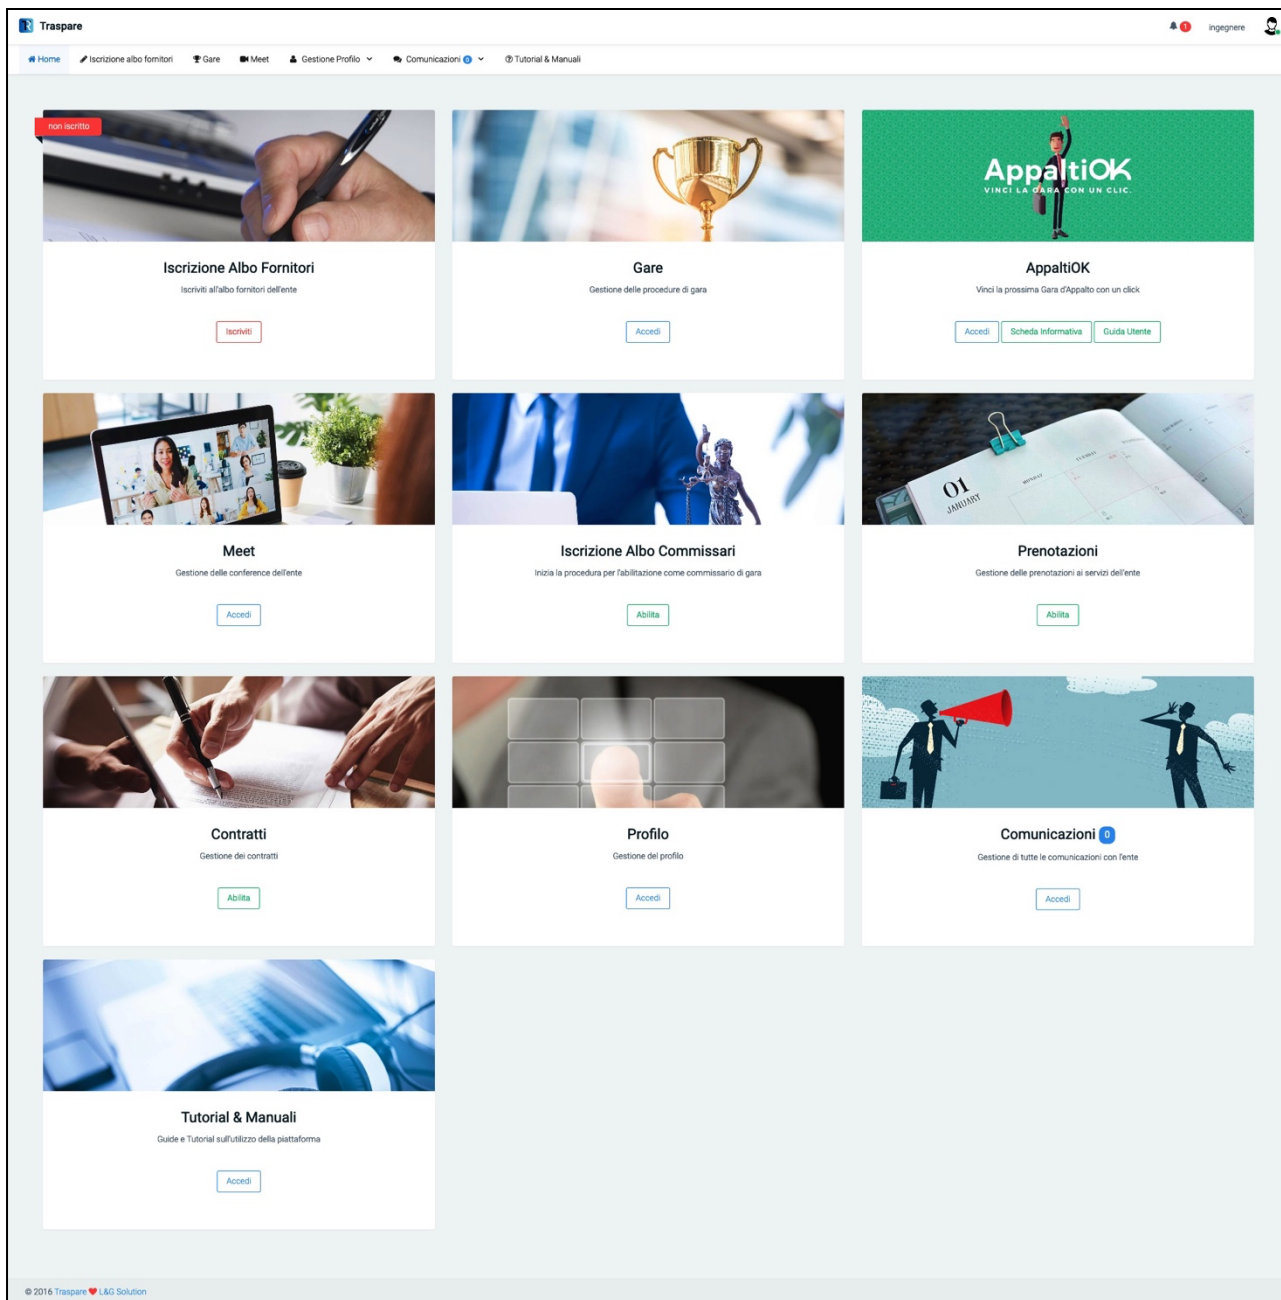 Traspare
1
ingegnere
Home
Iscrizione albo fornitori
Gare
Meet
Gestione Profilo
Comunicazioni 0
Tutorial & Manuali
non iscritto
Iscrizione Albo Fornitori
Iscriviti all'albo fornitori dell'ente
Iscriviti
Gare
Gestione delle procedure di gara
Accedi
AppaltiOK
VINCI LA GARA CON UN CLIC.
AppaltiOK
Vinci la prossima Gara d'Appalto con un click
Accedi
Scheda Informativa
Guida Utente
Meet
Gestione delle conference dell'ente
Accedi
Iscrizione Albo Commissari
Inizia la procedura per l'abilitazione come commissario di gara
Abilita
01
JANUARY
MONDAY
TUESDAY
Prenotazioni
Gestione delle prenotazioni ai servizi dell'ente
Abilita
Contratti
Gestione dei contratti
Abilita
Profilo
Gestione del profilo
Accedi
Comunicazioni 0
Gestione di tutte le comunicazioni con l'ente
Accedi
Tutorial & Manuali
Guide e Tutorial sull'utilizzo della piattaforma
Accedi
© 2016 Traspare ❤ L&G Solution